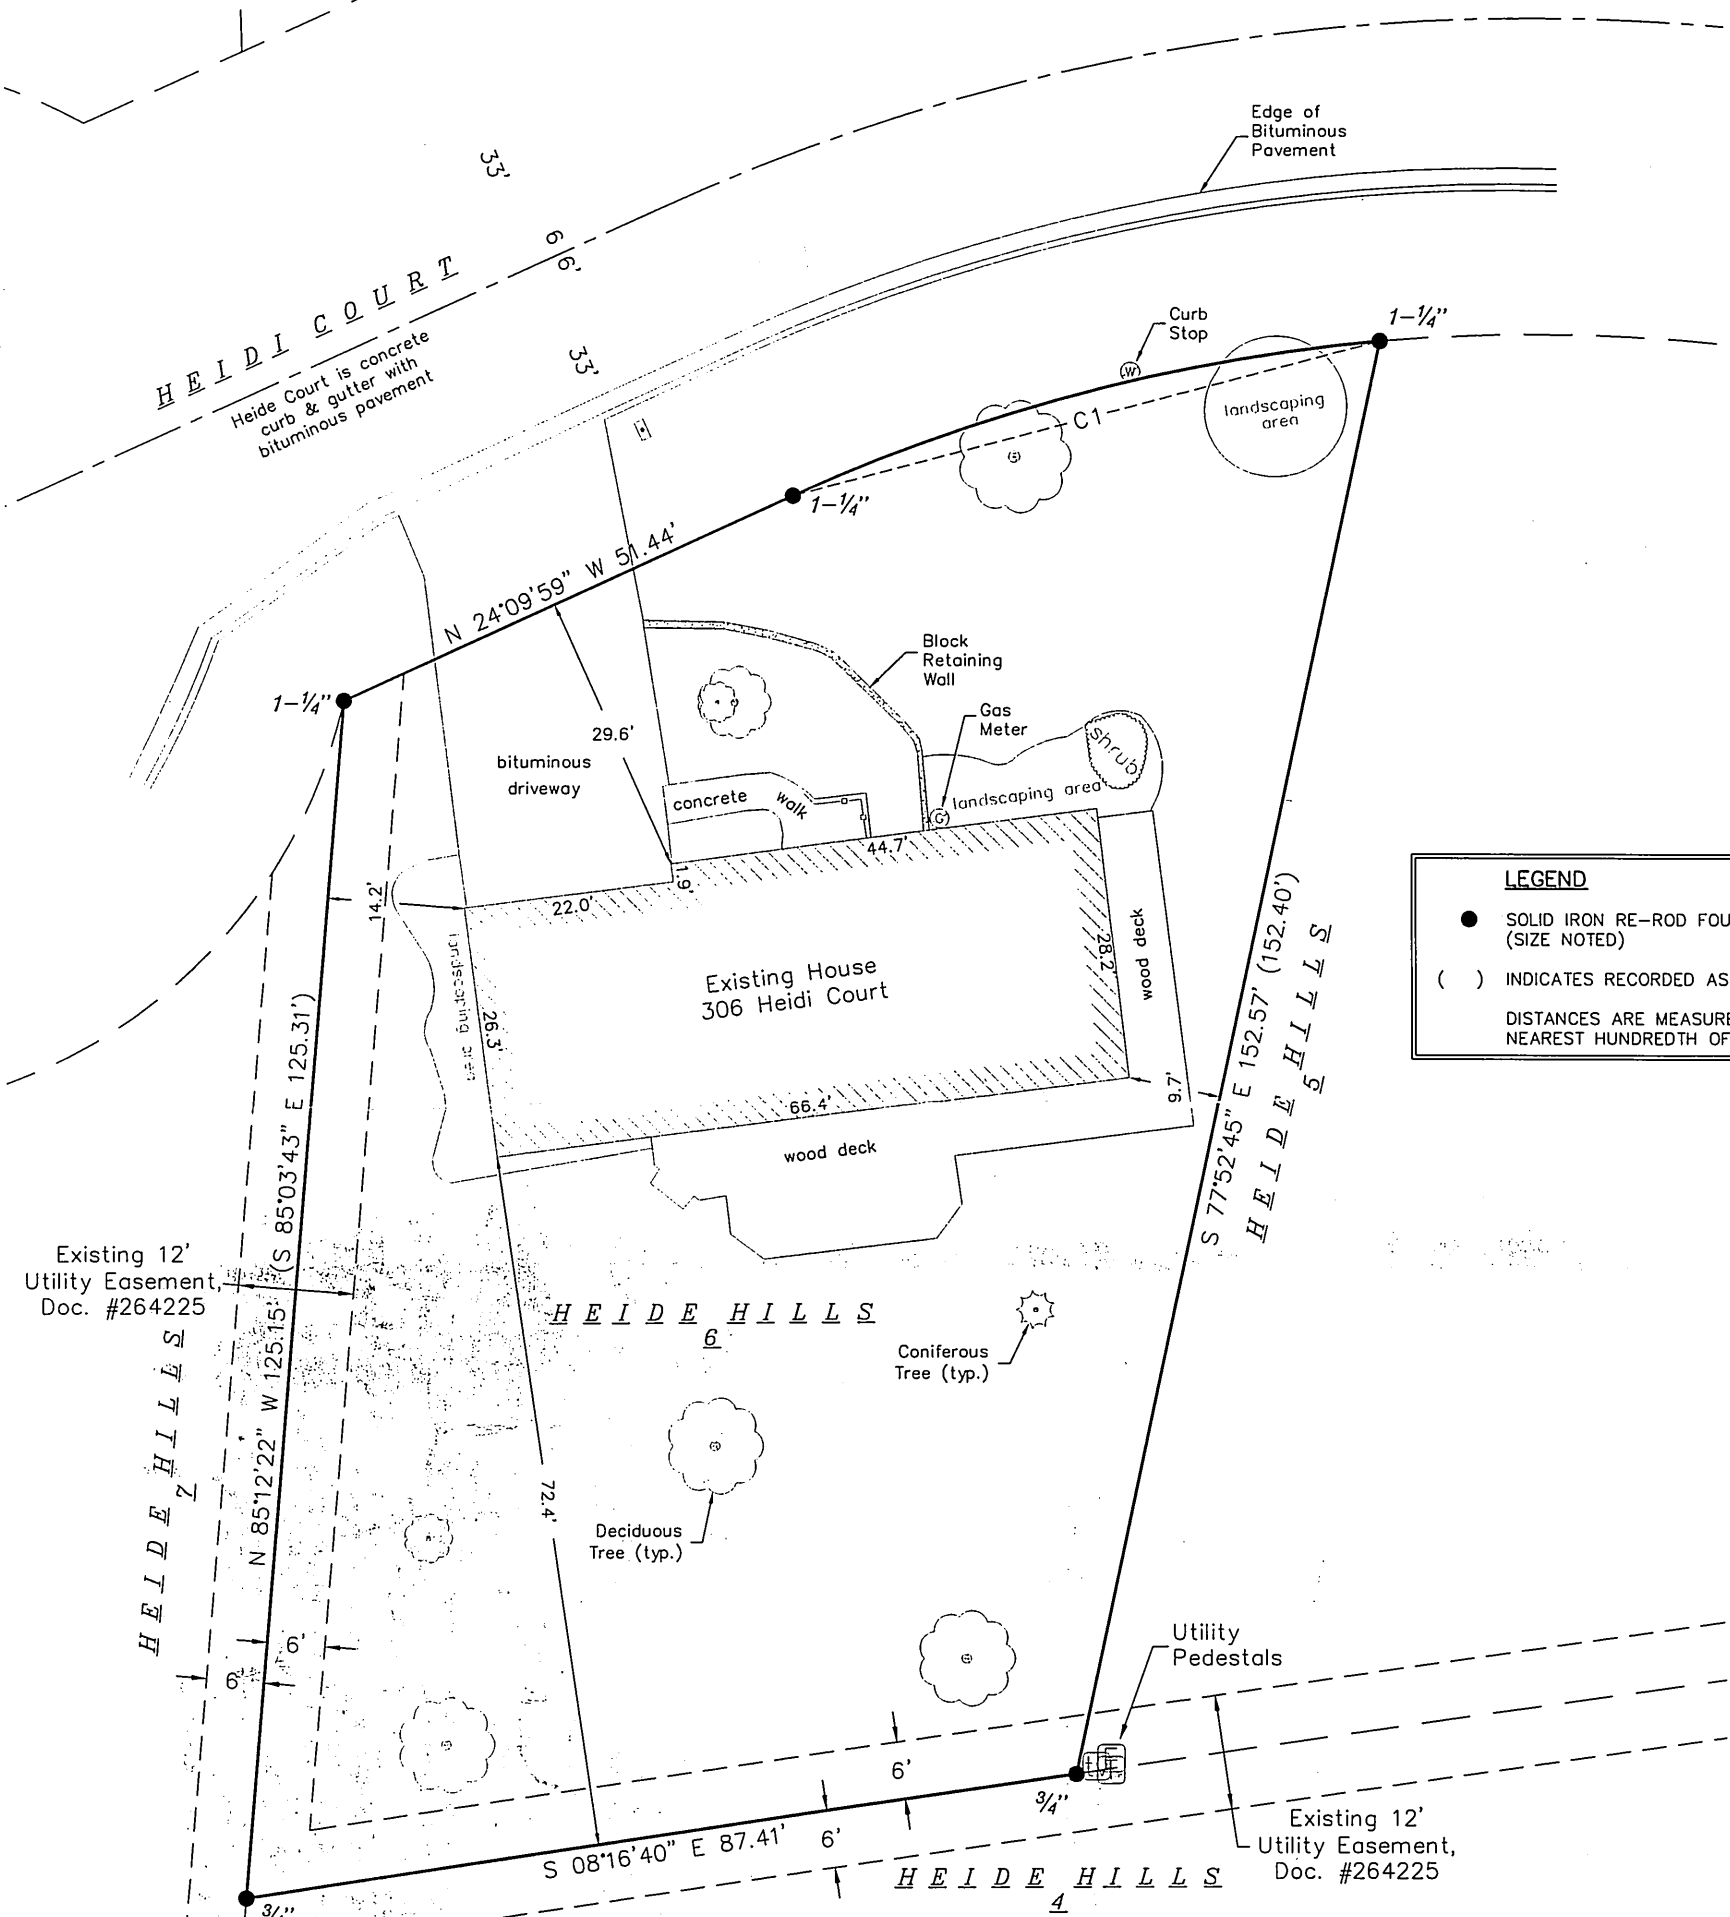 Edge of
Bituminous
Pavement
33'
66'
HEIDI COURT
Heide Court is concrete
curb & gutter with
bituminous pavement
33'
Curb
Stop
W
1-1/4"
landscaping
area
C1
1-1/4"
N 24°09'59" W 51.44'
1-1/4"
Block
Retaining
Wall
Gas
Meter
shrub
29.6'
bituminous
driveway
concrete walk
landscaping area
G
44.7'
1.9'
22.0'
14.2'
landscaping area
26.3'
Existing House
306 Heidi Court
28.2'
wood deck
66.4'
9.7'
wood deck
S 77°52'45" E 152.57' (152.40')
HEIDE HILLS
5
LEGEND
SOLID IRON RE-ROD FOU
(SIZE NOTED)
( ) INDICATES RECORDED AS
DISTANCES ARE MEASURE
NEAREST HUNDREDTH OF
N 85°12'22" W 125.15' (S 85°03'43" E 125.31')
Existing 12'
Utility Easement,
Doc. #264225
HEIDE HILLS
7
HEIDE HILLS
6
Coniferous
Tree (typ.)
Deciduous
Tree (typ.)
72.4'
6'
6'
Utility
Pedestals
6'
3/4"
6'
S 08°16'40" E 87.41'
Existing 12'
Utility Easement,
Doc. #264225
HEIDE HILLS
4
3/4"